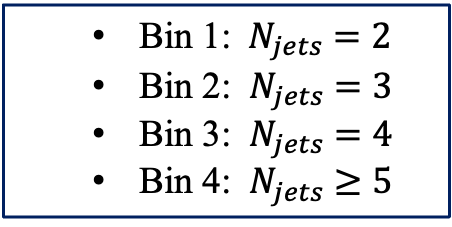 • Bin 1: N_jets = 2
• Bin 2: N_jets = 3
• Bin 3: N_jets = 4
• Bin 4: N_jets ≥ 5